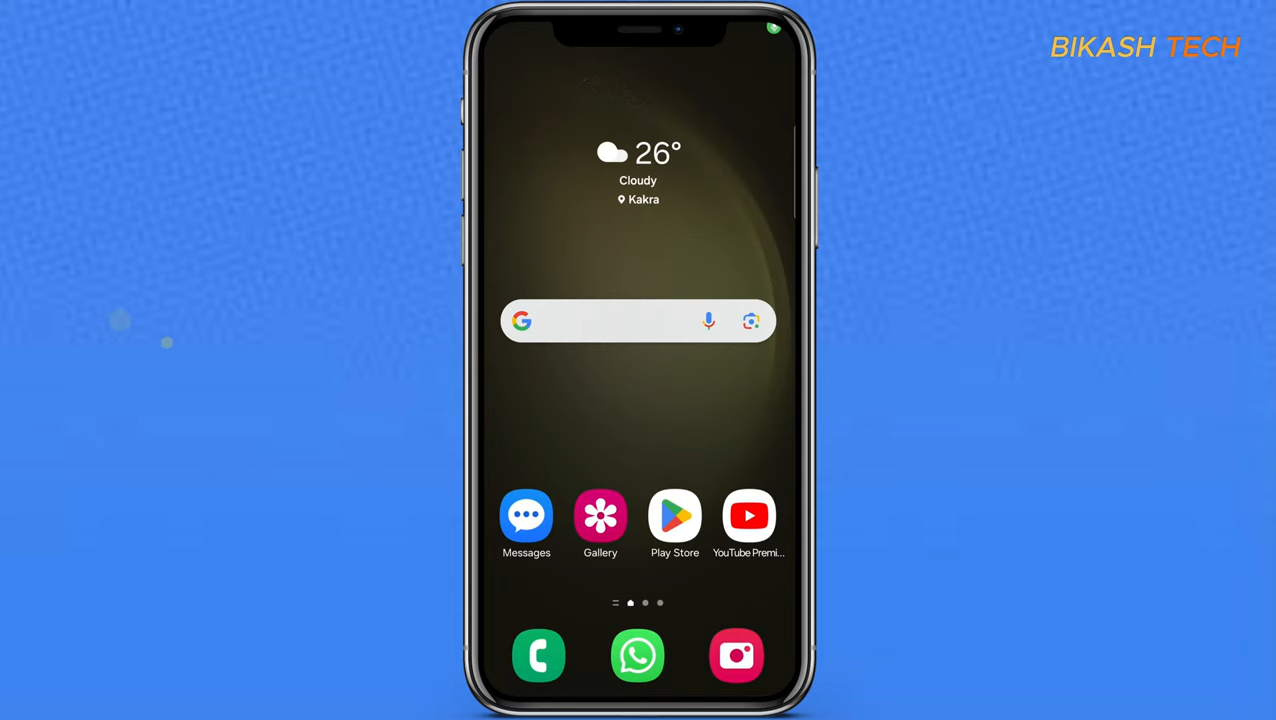 BIKASH TECH
26°
Cloudy
Kakra
Messages
Gallery
Play Store
YouTube Premi...